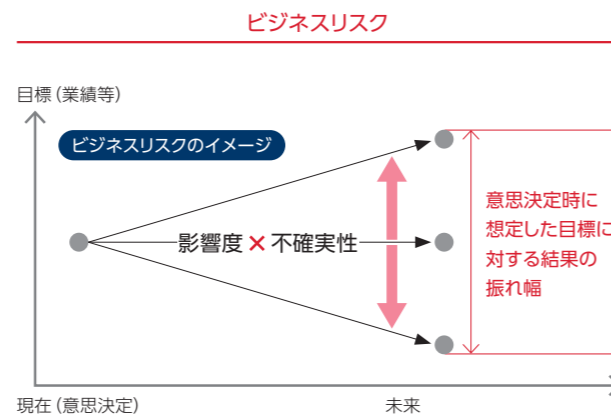 ビジネスリスク
目標(業績等)
ビジネスリスクのイメージ
影響度×不確実性
意思決定時に
想定した目標に
対する結果の
振れ幅
現在(意思決定)
未来